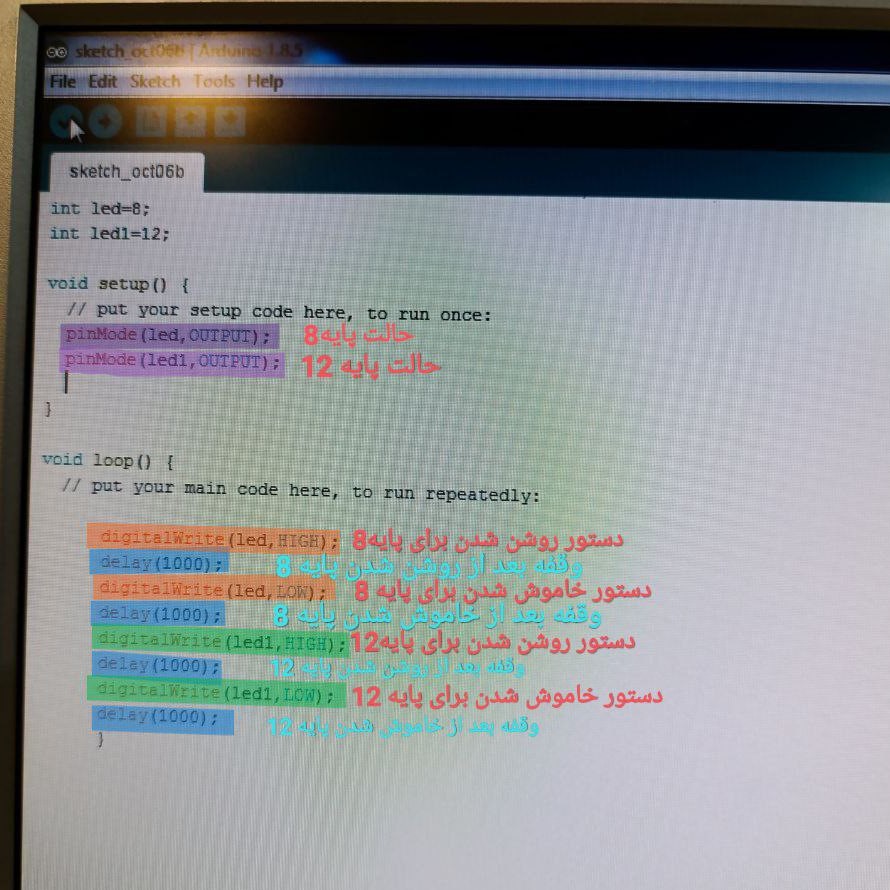 sketch_oct06b | Arduino 1.8.5
File Edit Sketch Tools Help
sketch_oct06b
int led=8;
int led1=12;
void setup() {
// put your setup code here, to run once:
pinMode(led,OUTPUT); حالت پایه8
pinMode(led1,OUTPUT); حالت پایه 12
}
void loop() {
// put your main code here, to run repeatedly:
digitalWrite(led,HIGH); دستور روشن شدن برای پایه8
delay(1000); وقفه بعد از روشن شدن پایه 8
digitalWrite(led,LOW); دستور خاموش شدن برای پایه 8
delay(1000); وقفه بعد از خاموش شدن پایه 8
digitalWrite(led1,HIGH); دستور روشن شدن برای پایه12
delay(1000); وقفه بعد از روشن شدن پایه 12
digitalWrite(led1,LOW); دستور خاموش شدن برای پایه 12
delay(1000); وقفه بعد از خاموش شدن پایه 12
}